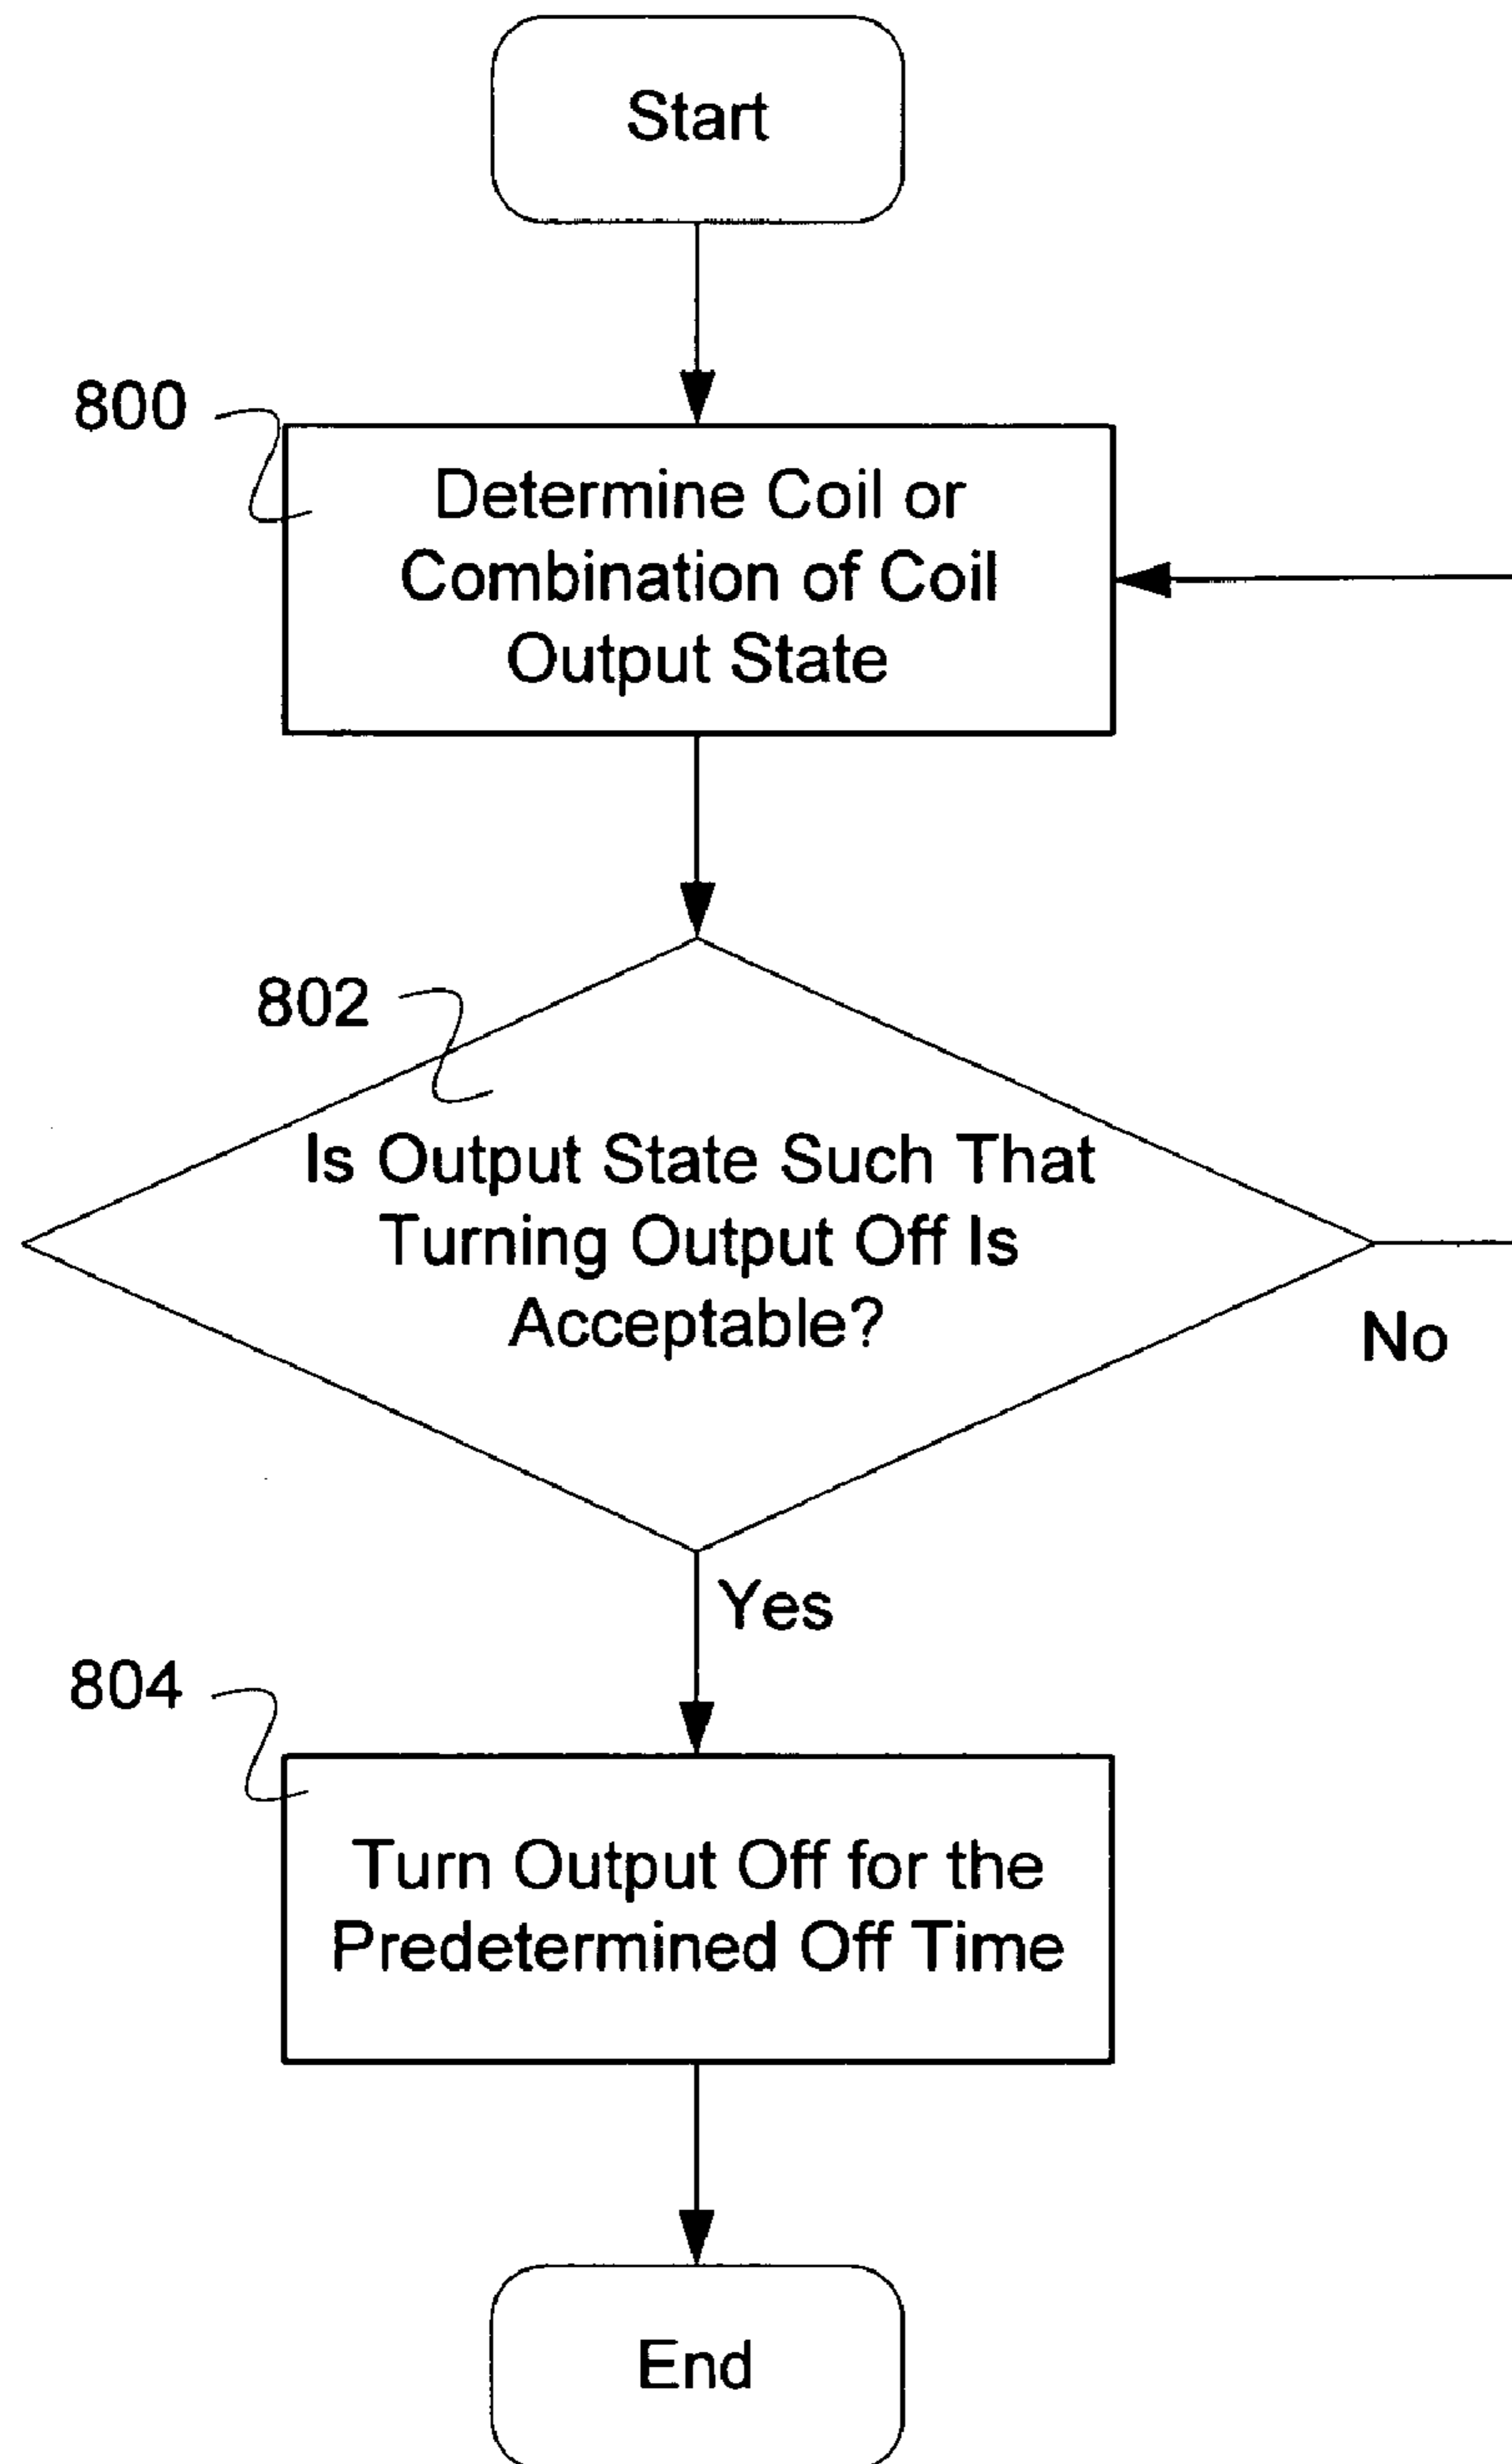 Start
800
Determine Coil or
Combination of Coil
Output State
802
Is Output State Such That
Turning Output Off Is
Acceptable?
No
Yes
804
Turn Output Off for the
Predetermined Off Time
End